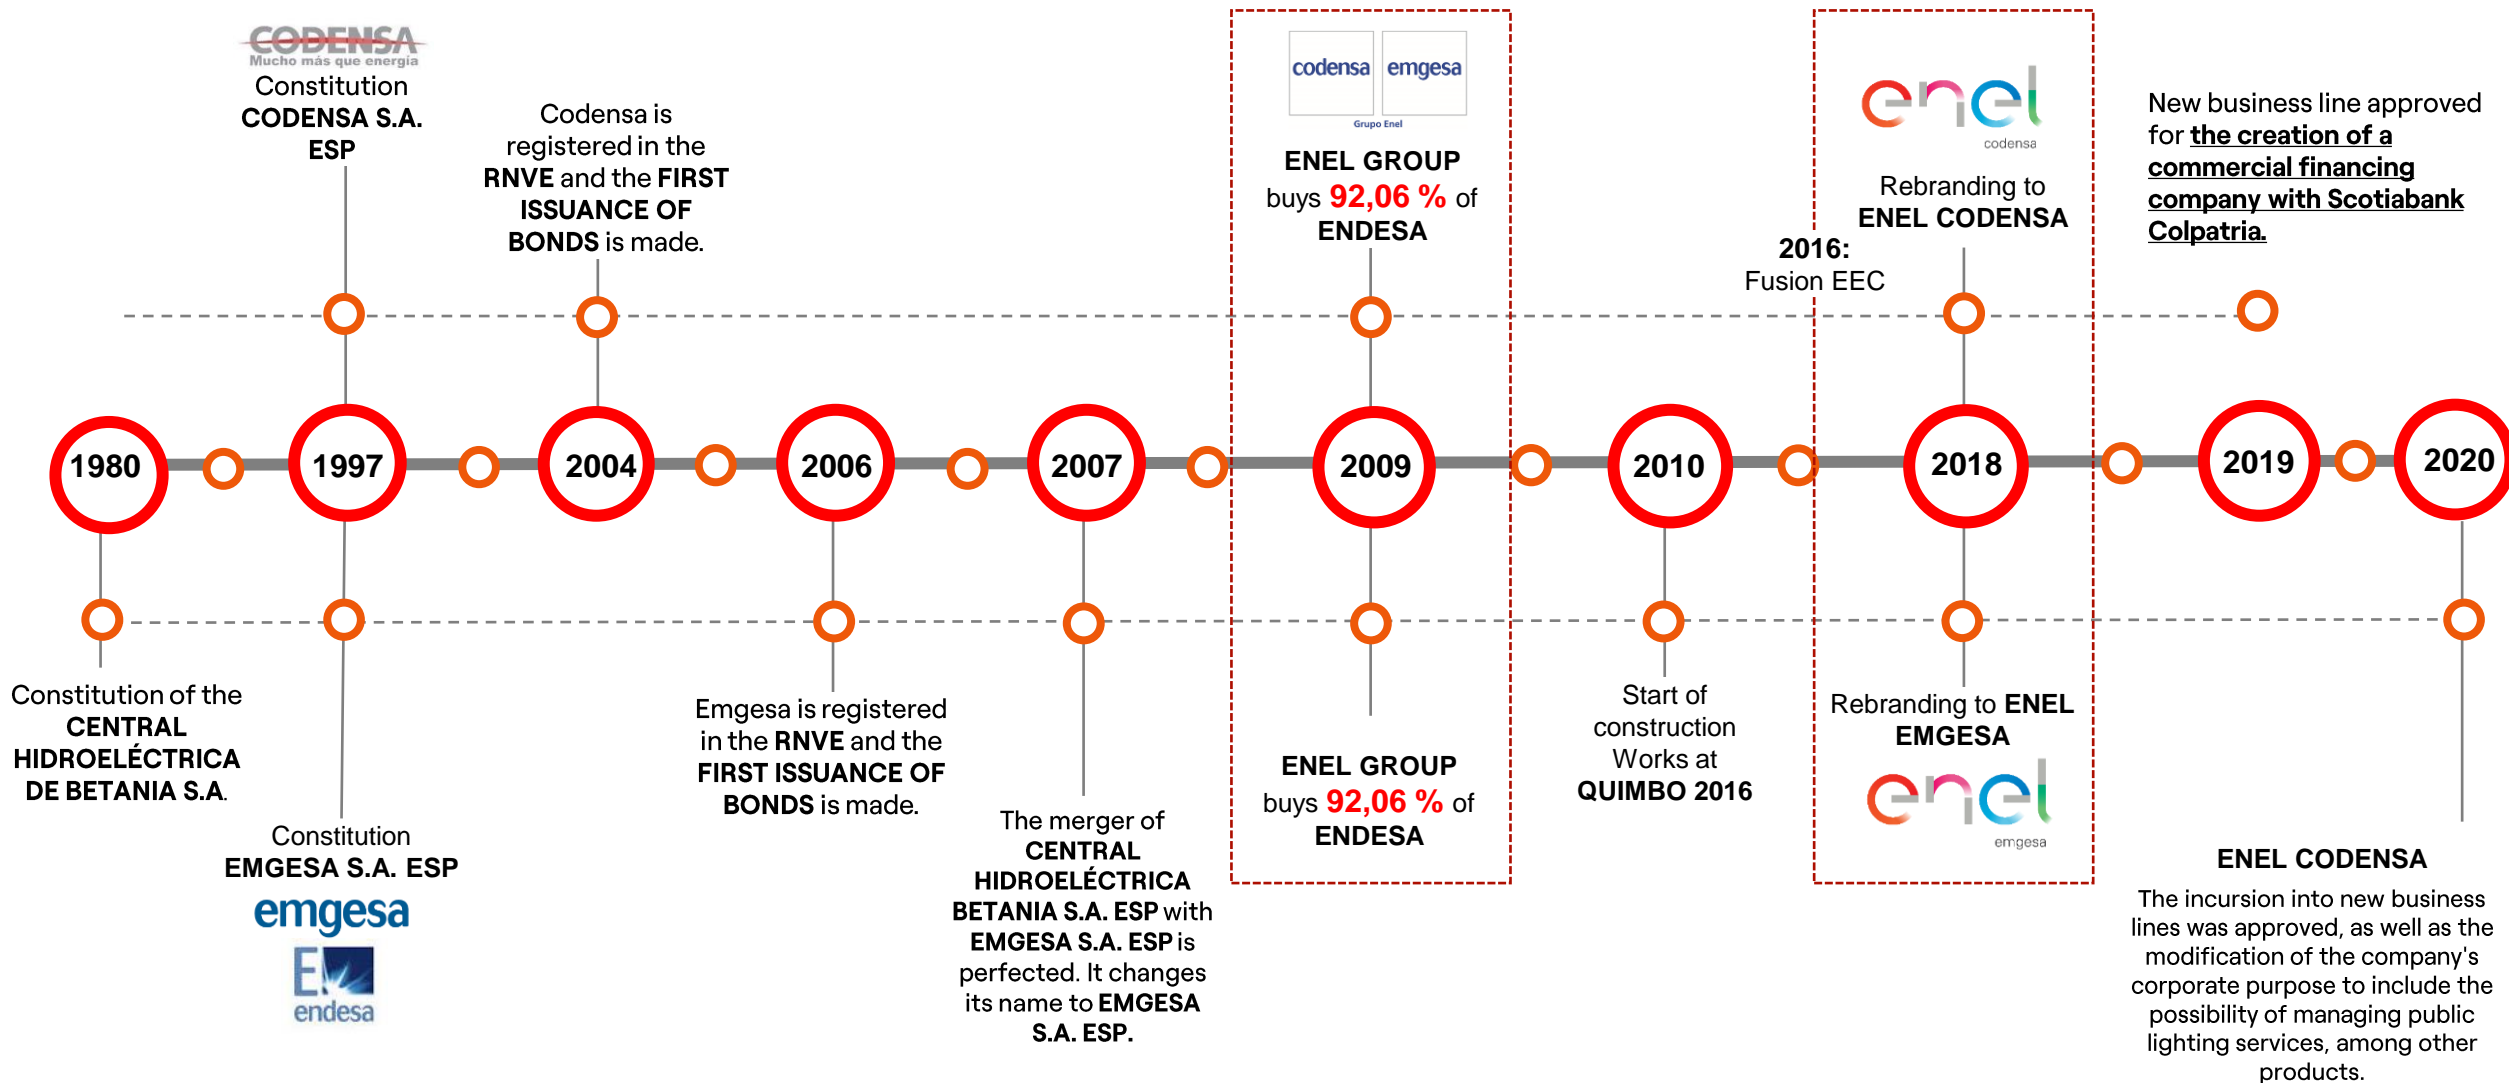 CODENSA
Mucho más que energía
Constitution
CODENSA S.A.
ESP
Codensa is
registered in the
RNVE and the FIRST
ISSUANCE OF
BONDS is made.
codensa
emgesa
Grupo Enel
ENEL GROUP
buys 92,06 % of
ENDESA
2016:
Fusion EEC
enel
codensa
Rebranding to
ENEL CODENSA
New business line approved
for the creation of a
commercial financing
company with Scotiabank
Colpatria.
1980
1997
2004
2006
2007
2009
2010
2018
2019
2020
Constitution of the
CENTRAL
HIDROELÉCTRICA
DE BETANIA S.A.
Constitution
EMGESA S.A. ESP
emgesa
E
endesa
Emgesa is registered
in the RNVE and the
FIRST ISSUANCE OF
BONDS is made.
The merger of
CENTRAL
HIDROELÉCTRICA
BETANIA S.A. ESP with
EMGESA S.A. ESP is
perfected. It changes
its name to EMGESA
S.A. ESP.
ENEL GROUP
buys 92,06 % of
ENDESA
Start of
construction
Works at
QUIMBO 2016
Rebranding to ENEL
EMGESA
enel
emgesa
ENEL CODENSA
The incursion into new business
lines was approved, as well as the
modification of the company's
corporate purpose to include the
possibility of managing public
lighting services, among other
products.